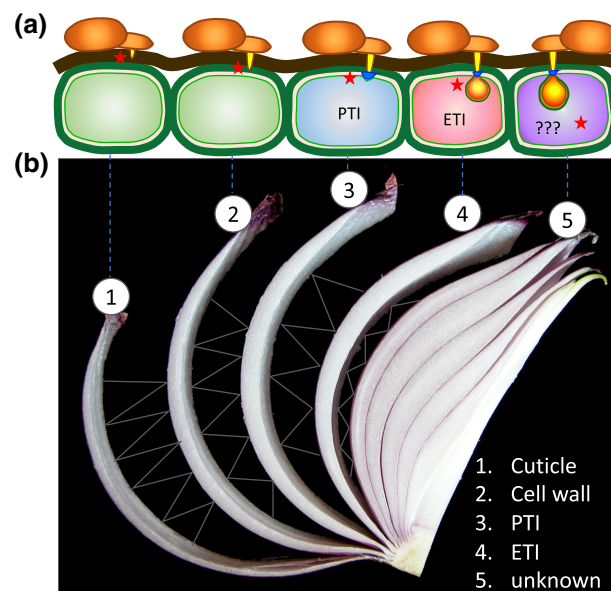 (a)
PTI
ETI
???
(b)
1
2
3
4
5
1. Cuticle
2. Cell wall
3. PTI
4. ETI
5. unknown